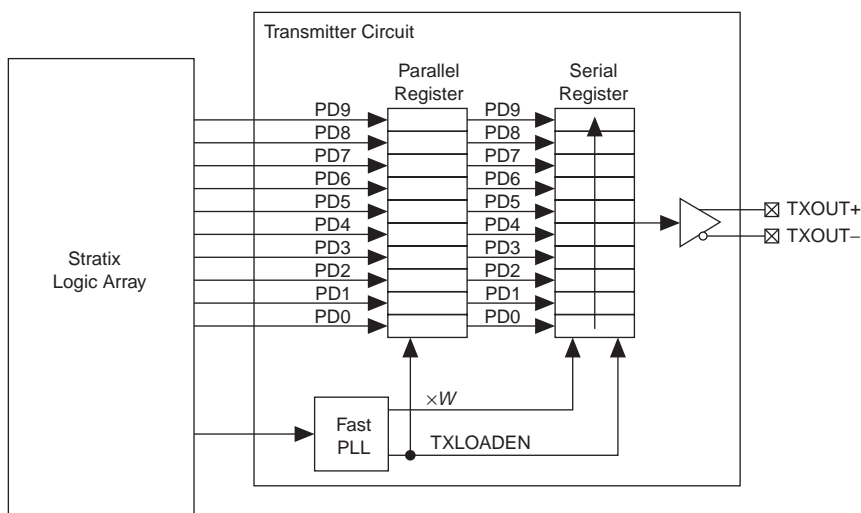 Transmitter Circuit
Parallel
Register
Serial
Register
PD9 PD9
PD8 PD8
PD7 PD7
PD6 PD6
PD5 PD5
PD4 PD4
PD3 PD3
PD2 PD2
PD1 PD1
PD0 PD0
Stratix
Logic Array
TXOUT+
TXOUT−
×W
Fast
PLL
TXLOADEN